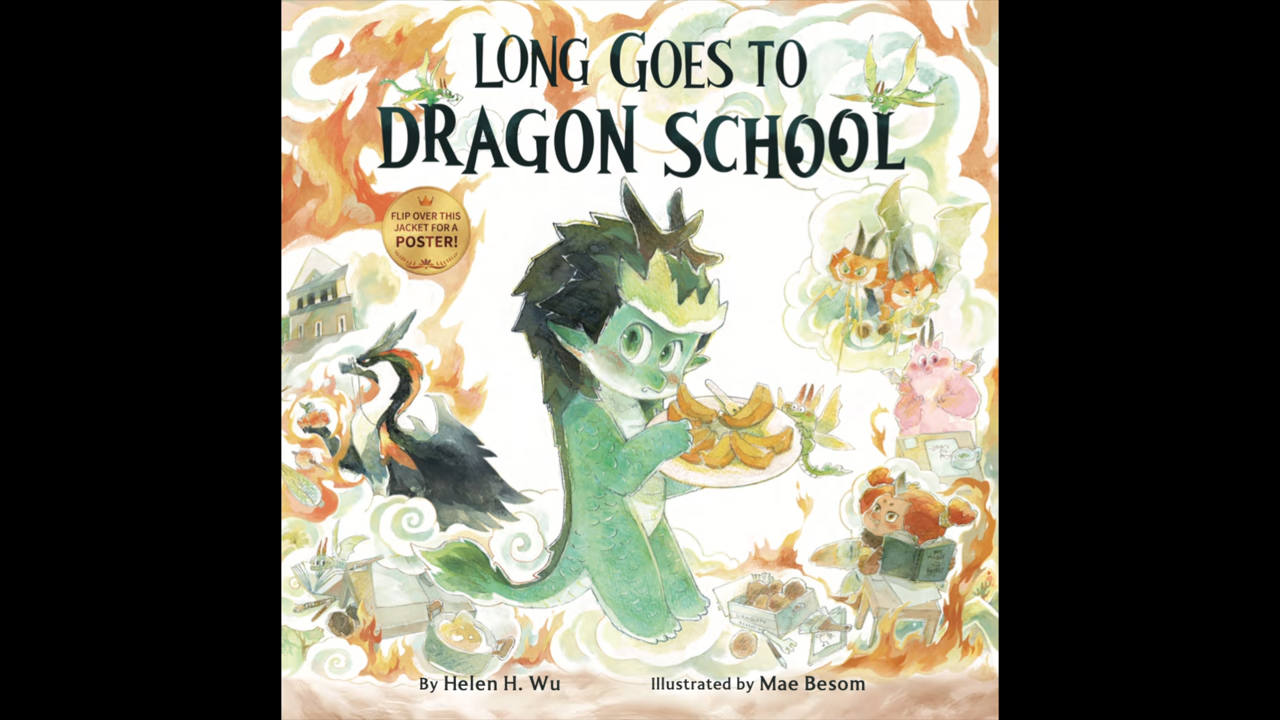 LONG GOES TO
DRAGON SCHOOL
FLIP OVER THIS
JACKET FOR A
POSTER!
By Helen H. Wu
Illustrated by Mae Besom